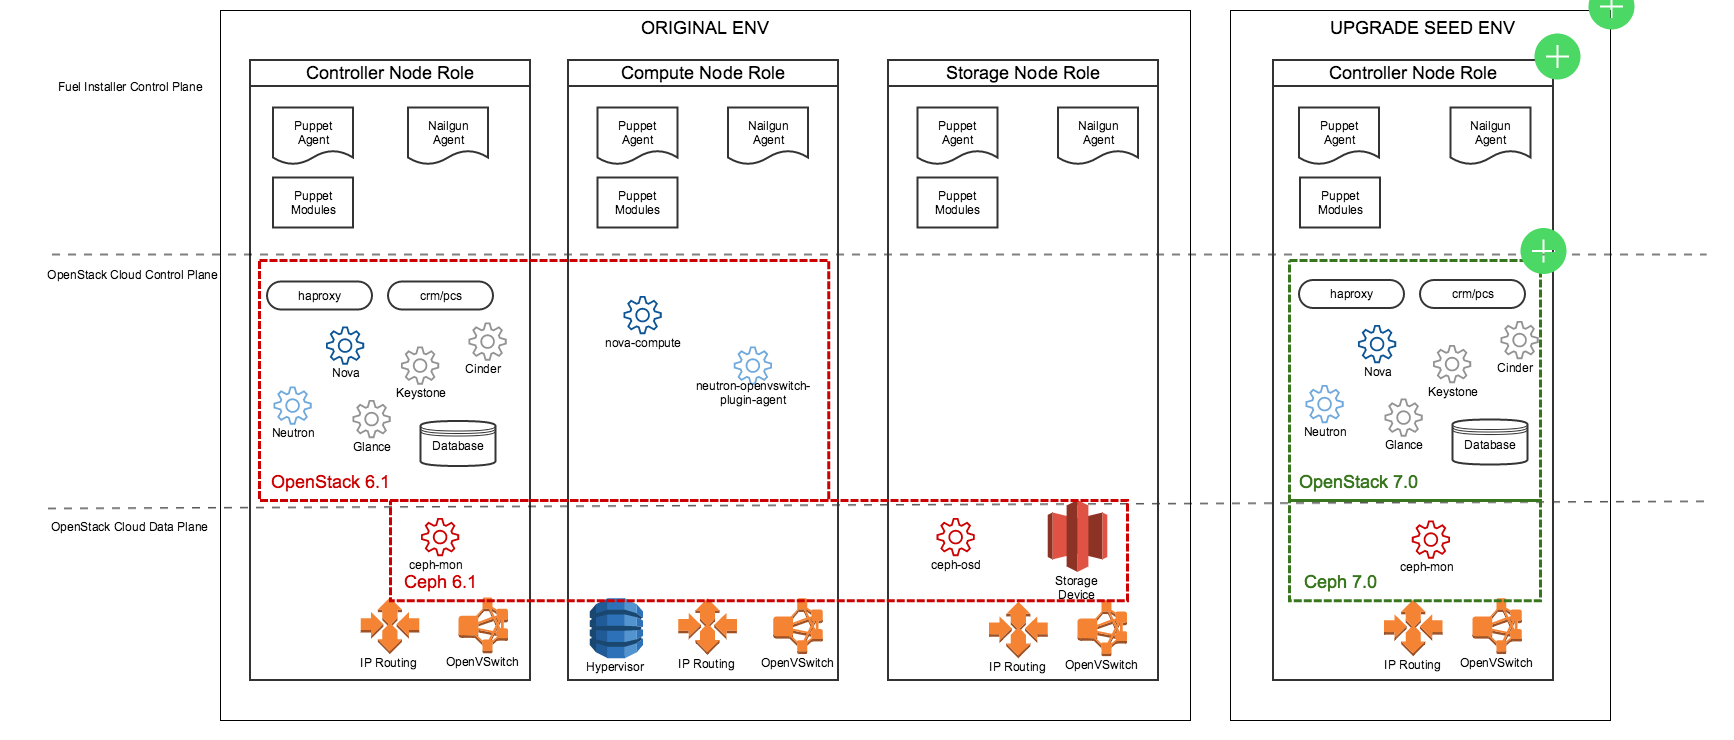 ORIGINAL ENV
UPGRADE SEED ENV
Controller Node Role
Compute Node Role
Storage Node Role
Controller Node Role
Fuel Installer Control Plane
Puppet
Agent
Nailgun
Agent
Puppet
Agent
Nailgun
Agent
Puppet
Agent
Nailgun
Agent
Puppet
Agent
Nailgun
Agent
Puppet
Modules
Puppet
Modules
Puppet
Modules
Puppet
Modules
OpenStack Cloud Control Plane
haproxy
crm/pcs
Nova
Cinder
Keystone
Neutron
Glance
Database
OpenStack 6.1
nova-compute
neutron-openvswitch-
plugin-agent
haproxy
crm/pcs
Nova
Cinder
Keystone
Neutron
Glance
Database
OpenStack 7.0
OpenStack Cloud Data Plane
ceph-mon
Ceph 6.1
ceph-osd
Storage
Device
ceph-mon
Ceph 7.0
IP Routing
OpenVSwitch
Hypervisor
IP Routing
OpenVSwitch
IP Routing
OpenVSwitch
IP Routing
OpenVSwitch